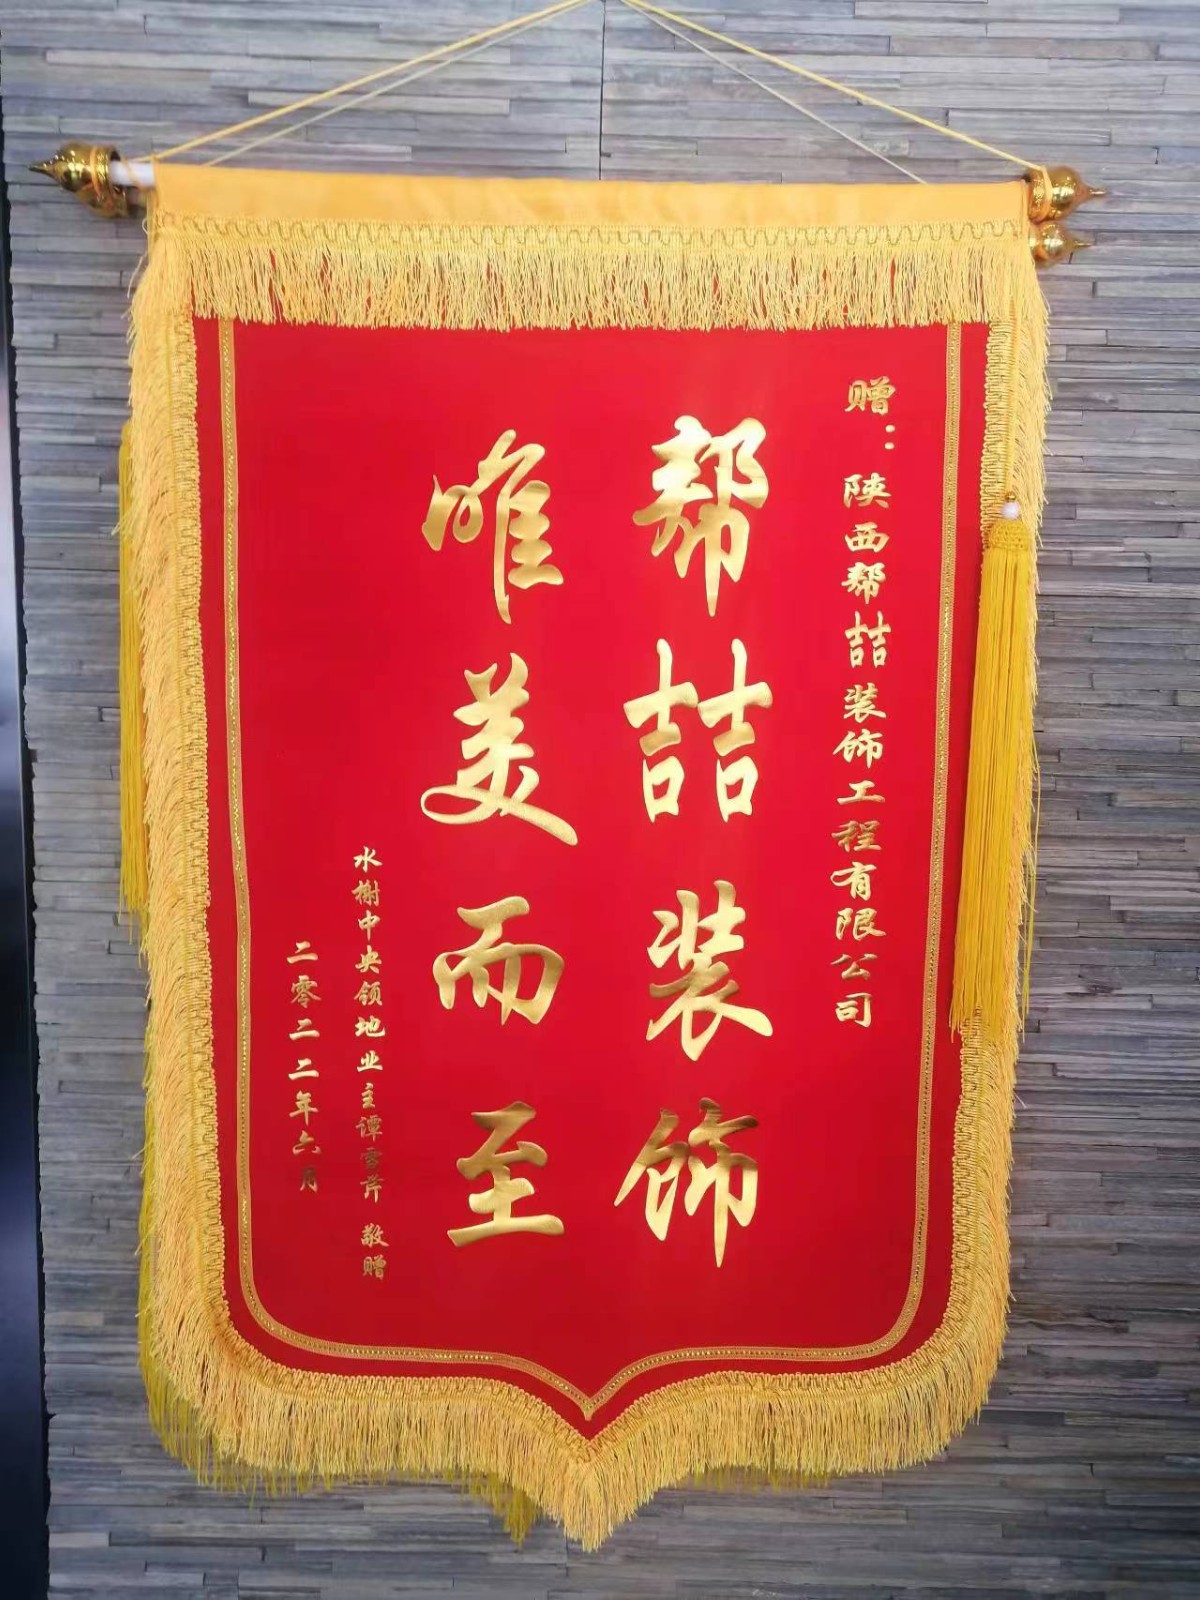 赠：陕西帮喆装饰工程有限公司
帮喆装饰
唯美而至
水榭中央领地业主谭雪芹 敬赠
二零二二年六月